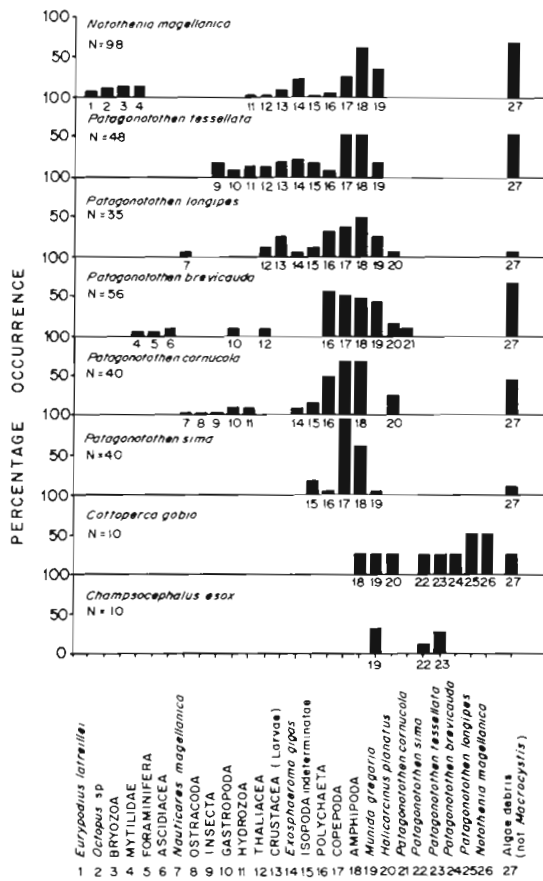 PERCENTAGE OCCURRENCE
100
Notothenia magellanica
N=98
50
100
1 2 3 4 11 12 13 14 15 16 17 18 19 27
Patagonotothen tessellata
N=48
50
100
9 10 11 12 13 14 15 16 17 18 19 27
Patagonotothen longipes
N=35
50
100
7 12 13 14 15 16 17 18 19 20 27
Patagonotothen brevicauda
N=56
50
100
4 5 6 10 12 16 17 18 19 20 21 27
Patagonotothen cornucola
N=40
50
100
7 8 9 10 11 14 15 16 17 18 20 27
Patagonotothen sima
N=40
50
100
15 16 17 18 19 27
Cottoperca gobio
N=10
50
100
18 19 20 22 23 24 25 26 27
Champsocephalus esox
N=10
50
0
19 22 23
Eurypodius latreillei
Octopus sp
BRYOZOA
MYTILIDAE
FORAMINIFERA
ASCIDIACEA
Nauticares magellanica
OSTRACODA
INSECTA
GASTROPODA
HYDROZOA
THALIACEA
CRUSTACEA (Larvae)
Exosphaeroma gigas
ISOPODA indeterminatae
POLYCHAETA
COPEPODA
AMPHIPODA
Munida gregaria
Halicarcinus planatus
Patagonotothen cornucola
Patagonotothen sima
Patagonotothen tessellata
Patagonotothen brevicauda
Patagonotothen longipes
Notothenia magellanica
Algae debris
(not Macrocystis)
1 2 3 4 5 6 7 8 9 10 11 12 13 14 15 16 17 18 19 20 21 22 23 24 25 26 27